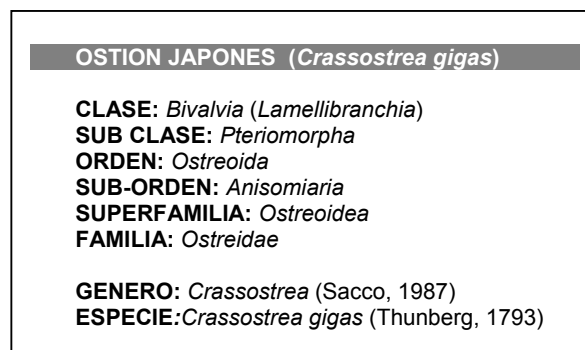 OSTION JAPONES (Crassostrea gigas)
CLASE: Bivalvia (Lamellibranchia)
SUB CLASE: Pteriomorpha
ORDEN: Ostreoida
SUB-ORDEN: Anisomiaria
SUPERFAMILIA: Ostreoidea
FAMILIA: Ostreidae
GENERO: Crassostrea (Sacco, 1987)
ESPECIE:Crassostrea gigas (Thunberg, 1793)